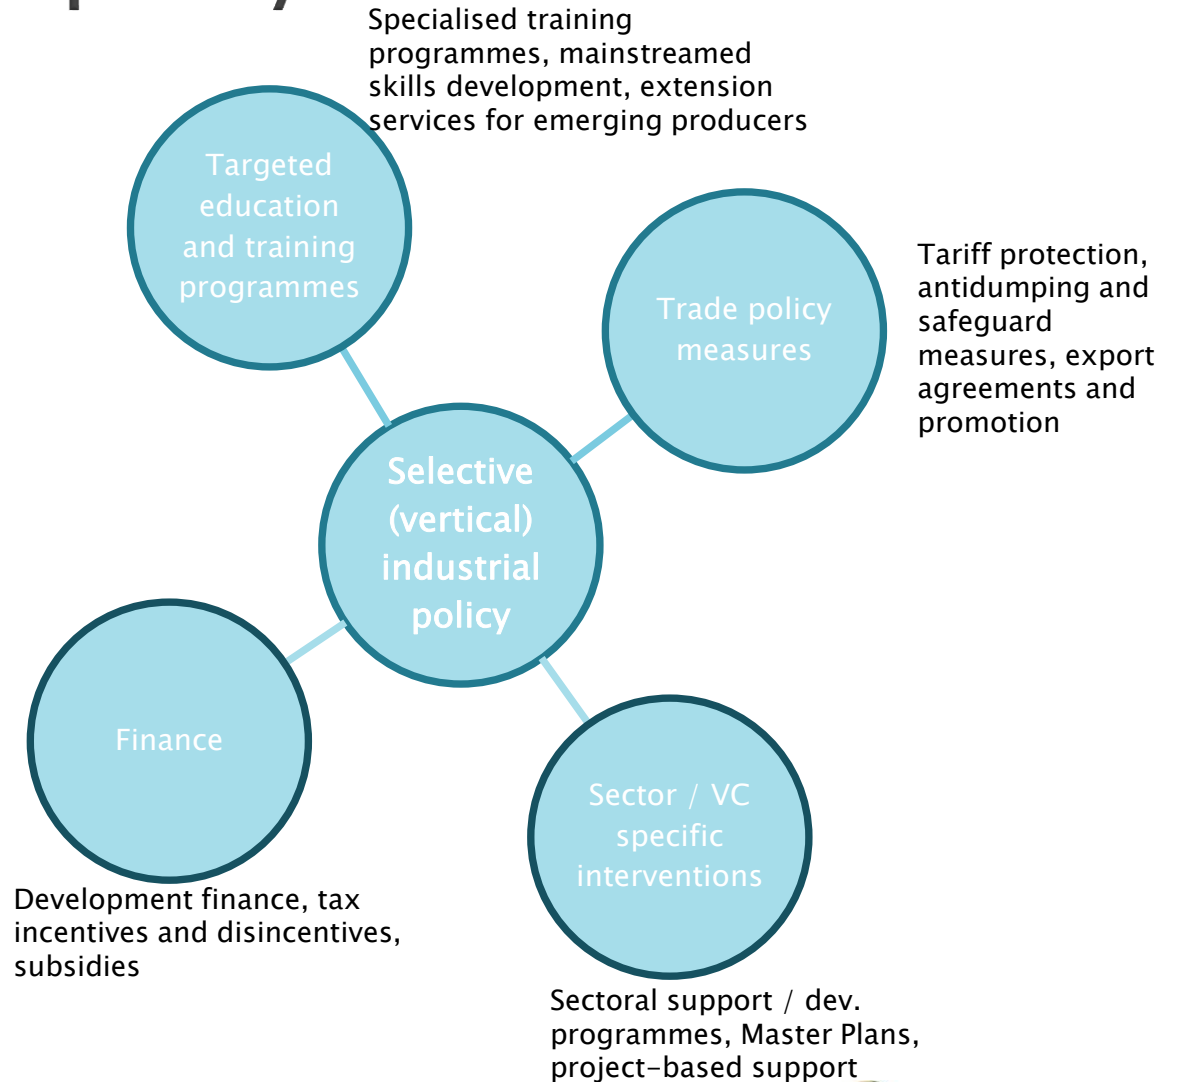 Specialised training
programmes, mainstreamed
skills development, extension
services for emerging producers
Targeted
education
and training
programmes
Trade policy
measures
Tariff protection,
antidumping and
safeguard
measures, export
agreements and
promotion
Selective
(vertical)
industrial
policy
Finance
Development finance, tax
incentives and disincentives,
subsidies
Sector / VC
specific
interventions
Sectoral support / dev.
programmes, Master Plans,
project-based support